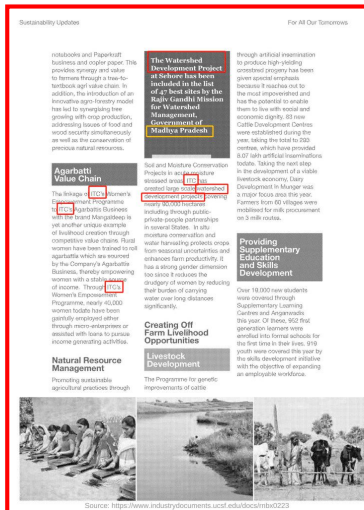 Sustainability Updates
For All Our Tomorrows
notebooks and Paperkraft
business and copier paper. This
provides synergy and value
to farmers through a tree-to-
textbook agri value chain. In
addition, the introduction of an
innovative agro-forestry model
has led to synergising tree
growing with crop production,
addressing issues of food and
wood security simultaneously
as well as the conservation of
precious natural resources.
Agarbatti
Value Chain
The linkage of ITC's Women's
Empowerment Programme
to ITC's Agarbattis Business
with the brand Mangaldeep is
yet another unique example
of livelihood creation through
competitive value chains. Rural
women have been trained to roll
agarbattis which are sourced
by the Company's Agarbattis
Business, thereby empowering
women with a stable source
of income. Through ITC's
Women's Empowerment
Programme, nearly 40,000
women todate have been
gainfully employed either
through micro-enterprises or
assisted with loans to pursue
income generating activities.
Natural Resource
Management
Promoting sustainable
agricultural practices through
The Watershed
Development Project
at Sehore has been
included in the list
of 47 best sites by the
Rajiv Gandhi Mission
for Watershed
Management,
Government of
Madhya Pradesh
Soil and Moisture Conservation
Projects in acute moisture
stressed areas, ITC has
created large scale watershed
development projects covering
nearly 90,000 hectares
including through public-
private-people partnerships
in several States. In situ
moisture conservation and
water harvesting protects crops
from seasonal uncertainties and
enhances farm productivity. It
has a strong gender dimension
too since it reduces the
drudgery of women by reducing
their burden of carrying
water over long distances
significantly.
Creating Off
Farm Livelihood
Opportunities
Livestock
Development
The Programme for genetic
improvements of cattle
through artificial insemination
to produce high-yielding
crossbred progeny has been
given special emphasis
because it reaches out to
the most impoverished and
has the potential to enable
them to live with social and
economic dignity. 83 new
Cattle Development Centres
were established during the
year, taking the total to 293
centres, which have provided
8.07 lakh artificial inseminations
todate. Taking the next step
in the development of a viable
livestock economy, Dairy
Development in Munger was
a major focus area this year.
Farmers from 60 villages were
mobilised for milk procurement
on 3 milk routes.
Providing
Supplementary
Education
and Skills
Development
Over 19,000 new students
were covered through
Supplementary Learning
Centres and Anganwadis
this year. Of these, 952 first
generation learners were
enrolled into formal schools for
the first time in their lives. 919
youth were covered this year by
the skills development initiative
with the objective of expanding
an employable workforce.
Source: https://www.industrydocuments.ucsf.edu/docs/rnbx0223